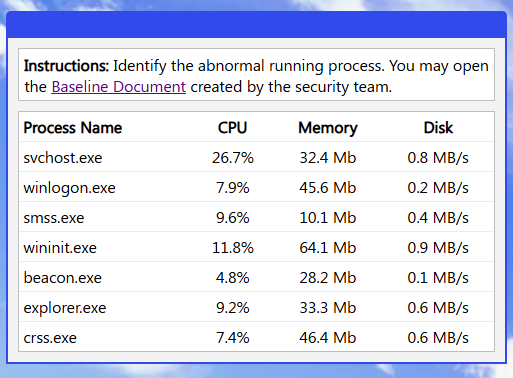 Instructions: Identify the abnormal running process. You may open
the Baseline Document created by the security team.
Process Name CPU Memory Disk
svchost.exe 26.7% 32.4 Mb 0.8 MB/s
winlogon.exe 7.9% 45.6 Mb 0.2 MB/s
smss.exe 9.6% 10.1 Mb 0.4 MB/s
wininit.exe 11.8% 64.1 Mb 0.9 MB/s
beacon.exe 4.8% 28.2 Mb 0.1 MB/s
explorer.exe 9.2% 33.3 Mb 0.6 MB/s
crss.exe 7.4% 46.4 Mb 0.6 MB/s